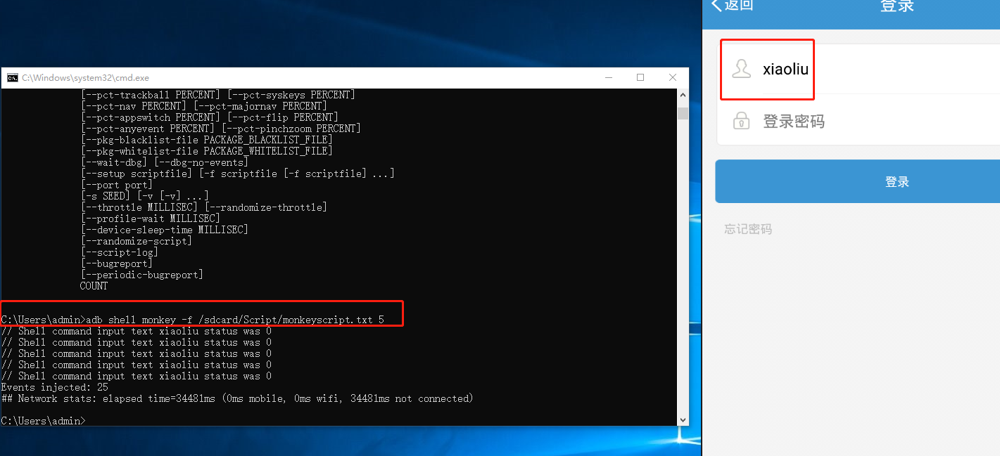 C:\Windows\system32\cmd.exe
[--pct-trackball PERCENT] [--pct-syskeys PERCENT]
[--pct-nav PERCENT] [--pct-majornav PERCENT]
[--pct-appswitch PERCENT] [--pct-flip PERCENT]
[--pct-anyevent PERCENT] [--pct-pinchzoom PERCENT]
[--pkg-blacklist-file PACKAGE_BLACKLIST_FILE]
[--pkg-whitelist-file PACKAGE_WHITELIST_FILE]
[--wait-dbg] [--dbg-no-events]
[--setup scriptfile] [-f scriptfile [-f scriptfile] ...]
[--port port]
[-s SEED] [-v [-v] ...]
[--throttle MILLISEC] [--randomize-throttle]
[--profile-wait MILLISEC]
[--device-sleep-time MILLISEC]
[--randomize-script]
[--script-log]
[--bugreport]
[--periodic-bugreport]
COUNT
C:\Users\admin>adb shell monkey -f /sdcard/Script/monkeyscript.txt 5
// Shell command input text xiaoliu status was 0
// Shell command input text xiaoliu status was 0
// Shell command input text xiaoliu status was 0
// Shell command input text xiaoliu status was 0
// Shell command input text xiaoliu status was 0
Events injected: 25
## Network stats: elapsed time=34481ms (0ms mobile, 0ms wifi, 34481ms not connected)
C:\Users\admin>
返回
登录
xiaoliu
登录密码
登录
忘记密码